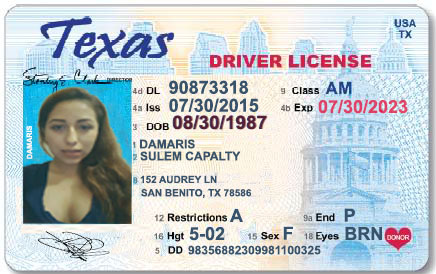 Texas
USA
TX
DRIVER LICENSE
DIRECTOR
4d DL 90873318
9 Class AM
4a Iss 07/30/2015
4b Exp 07/30/2023
3 DOB 08/30/1987
1 DAMARIS
2 SULEM CAPALTY
8 152 AUDREY LN
SAN BENITO, TX 78586
12 Restrictions A
9a End P
16 Hgt 5-02
15 Sex F
18 Eyes BRN
DONOR
5 DD 98356882309981100325
DAMARIS